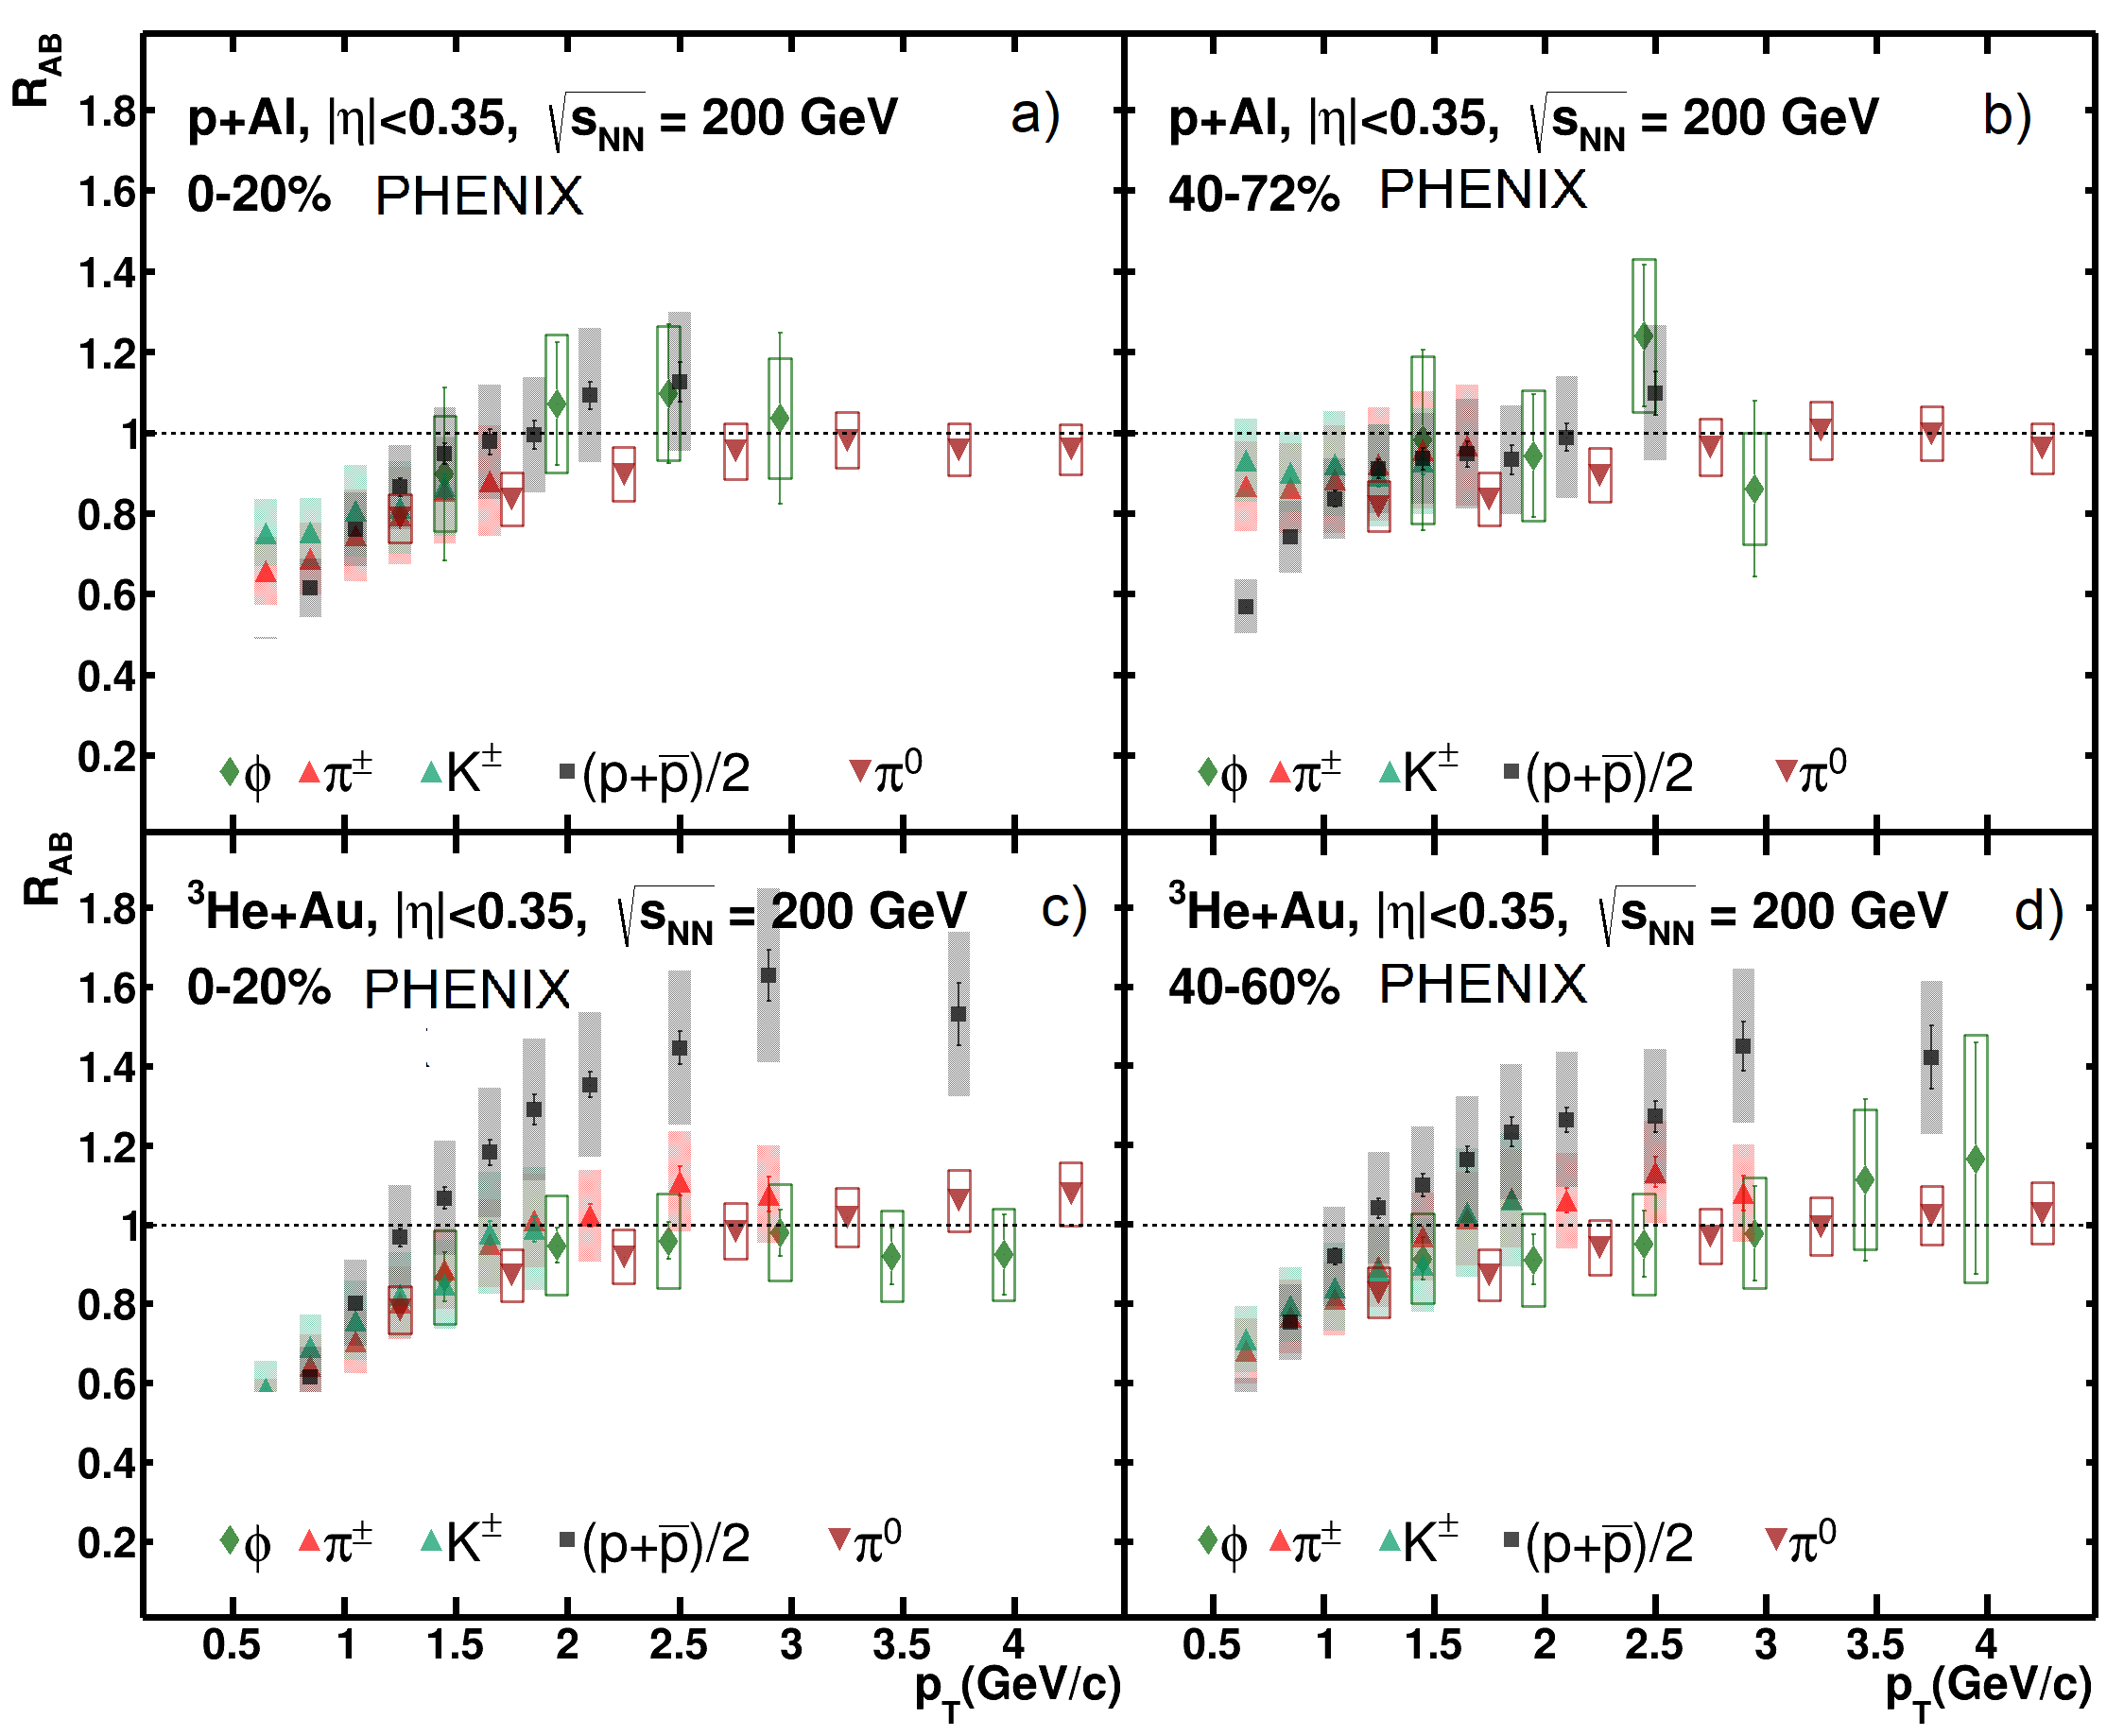 R_AB
1.8
1.6
1.4
1.2
1
0.8
0.6
0.4
0.2
p+Al, |η|<0.35, √s_NN = 200 GeV a)
0-20% PHENIX
ϕ π± K± (p+p̅)/2 π⁰
p+Al, |η|<0.35, √s_NN = 200 GeV b)
40-72% PHENIX
ϕ π± K± (p+p̅)/2 π⁰
R_AB
1.8
1.6
1.4
1.2
1
0.8
0.6
0.4
0.2
³He+Au, |η|<0.35, √s_NN = 200 GeV c)
0-20% PHENIX
ϕ π± K± (p+p̅)/2 π⁰
³He+Au, |η|<0.35, √s_NN = 200 GeV d)
40-60% PHENIX
ϕ π± K± (p+p̅)/2 π⁰
0.5 1 1.5 2 2.5 3 3.5 4
p_T(GeV/c)
0.5 1 1.5 2 2.5 3 3.5 4
p_T(GeV/c)